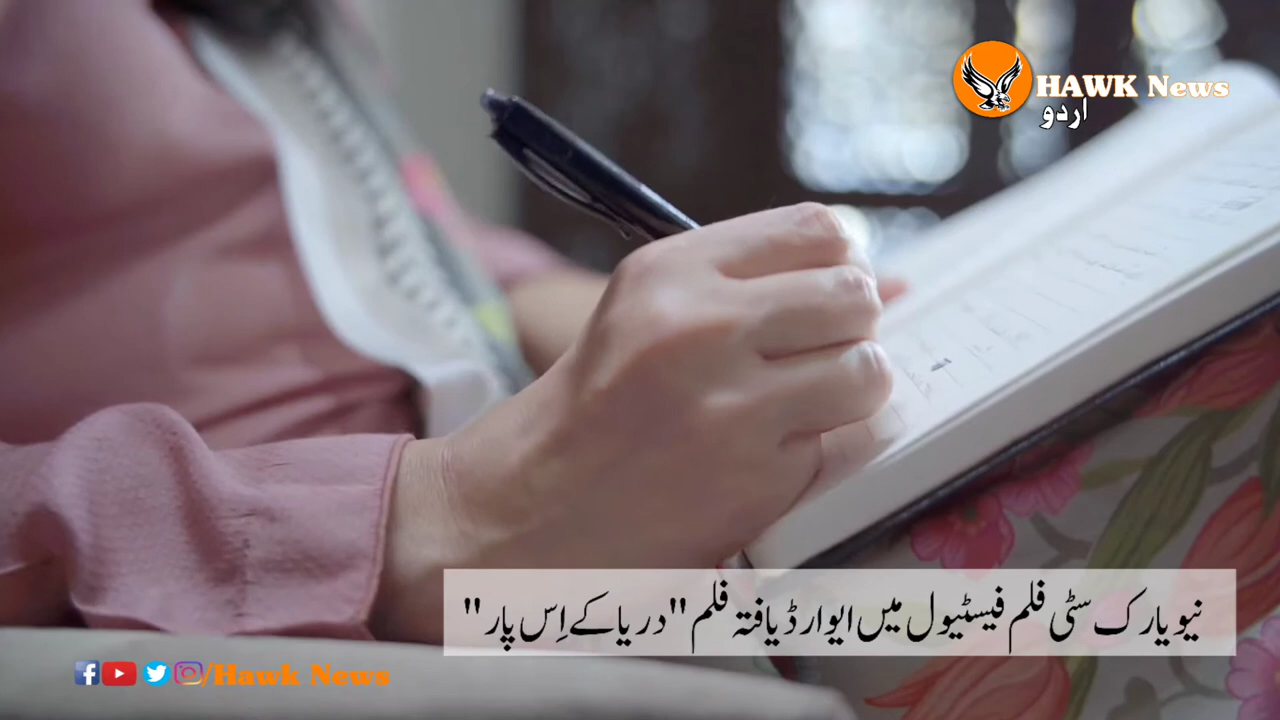 HAWK News
اردو
نیویارک سٹی فلم فیسٹیول میں ایوارڈ یافتہ فلم "دریا کے اِس پار"
/Hawk News